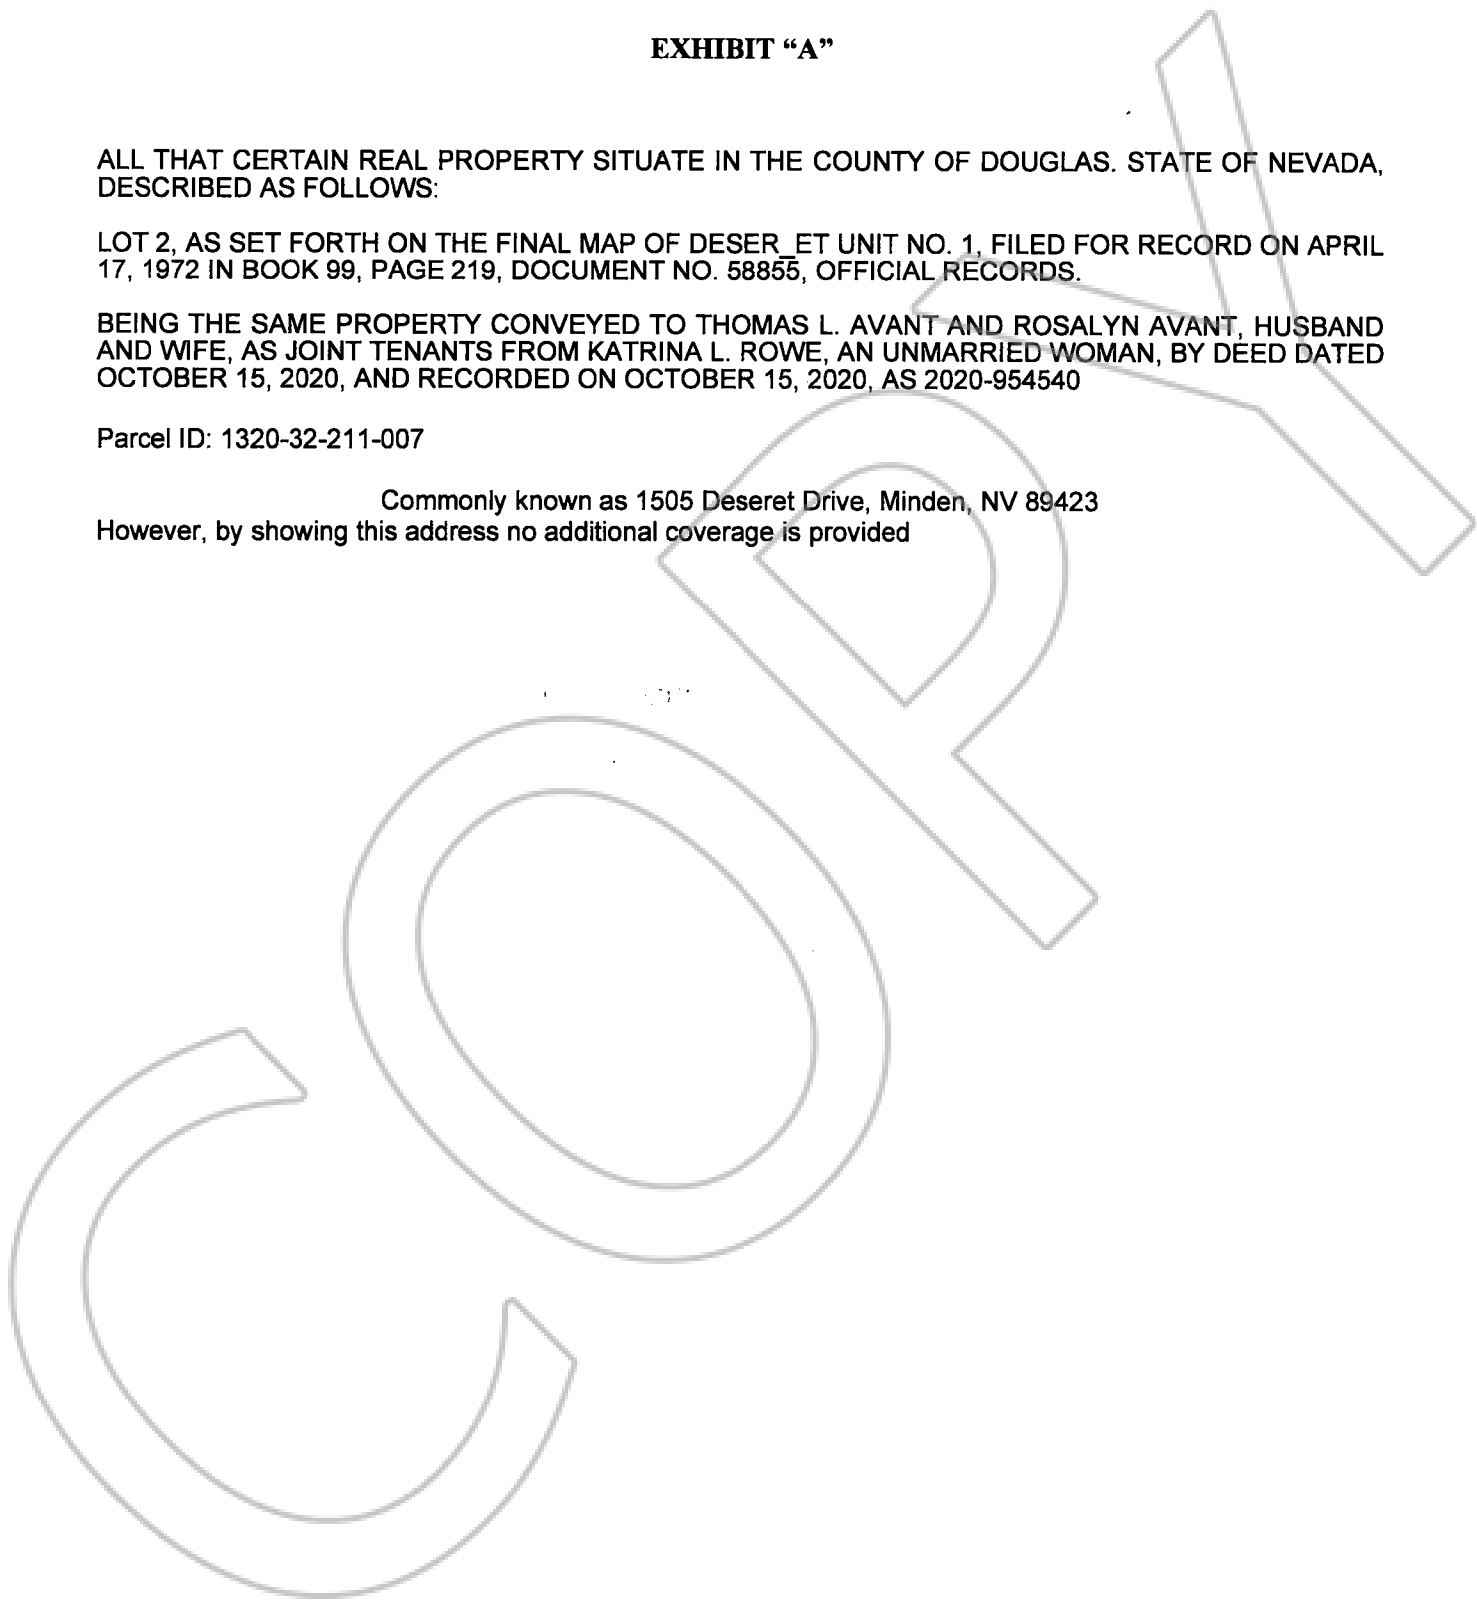 EXHIBIT “A”
ALL THAT CERTAIN REAL PROPERTY SITUATE IN THE COUNTY OF DOUGLAS. STATE OF NEVADA,
DESCRIBED AS FOLLOWS:
LOT 2, AS SET FORTH ON THE FINAL MAP OF DESER_ET UNIT NO. 1, FILED FOR RECORD ON APRIL
17, 1972 IN BOOK 99, PAGE 219, DOCUMENT NO. 58855, OFFICIAL RECORDS.
BEING THE SAME PROPERTY CONVEYED TO THOMAS L. AVANT AND ROSALYN AVANT, HUSBAND
AND WIFE, AS JOINT TENANTS FROM KATRINA L. ROWE, AN UNMARRIED WOMAN, BY DEED DATED
OCTOBER 15, 2020, AND RECORDED ON OCTOBER 15, 2020, AS 2020-954540
Parcel ID: 1320-32-211-007
Commonly known as 1505 Deseret Drive, Minden, NV 89423
However, by showing this address no additional coverage is provided
COPY